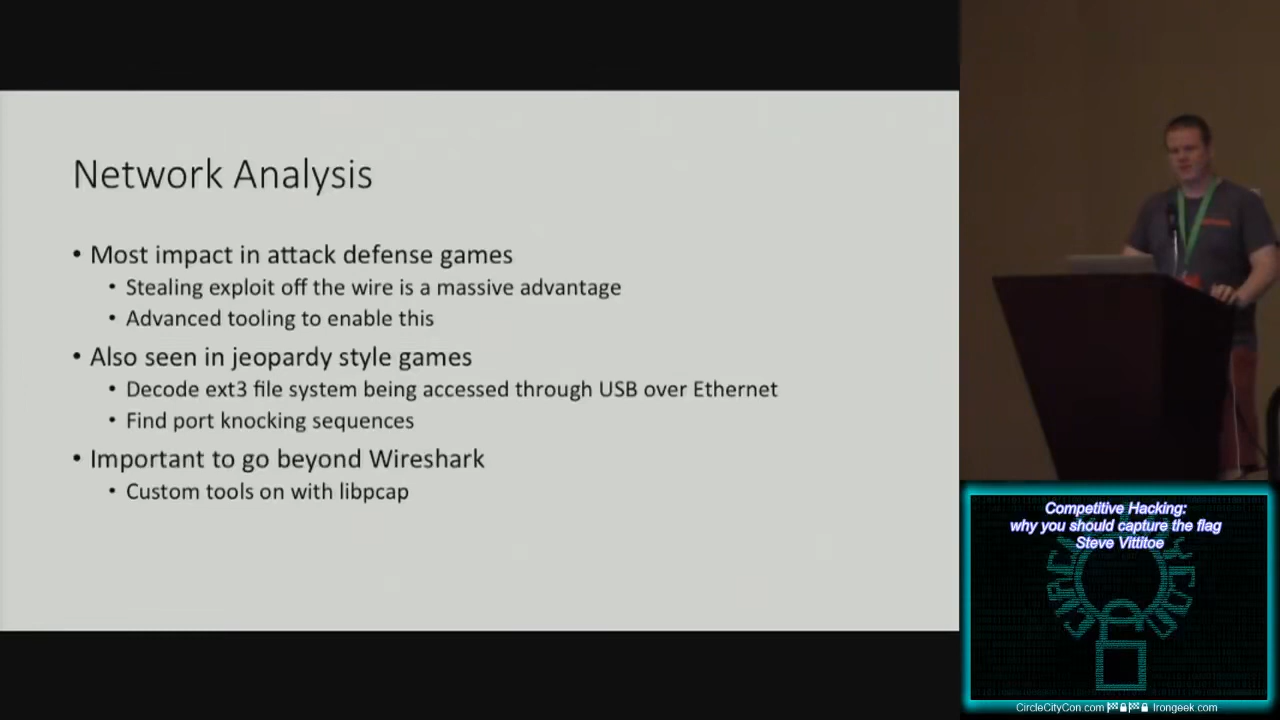 Network Analysis
• Most impact in attack defense games
• Stealing exploit off the wire is a massive advantage
• Advanced tooling to enable this
• Also seen in jeopardy style games
• Decode ext3 file system being accessed through USB over Ethernet
• Find port knocking sequences
• Important to go beyond Wireshark
• Custom tools on with libpcap
Competitive Hacking:
why you should capture the flag
Steve Vittitoe
CircleCityCon.com Irongeek.com